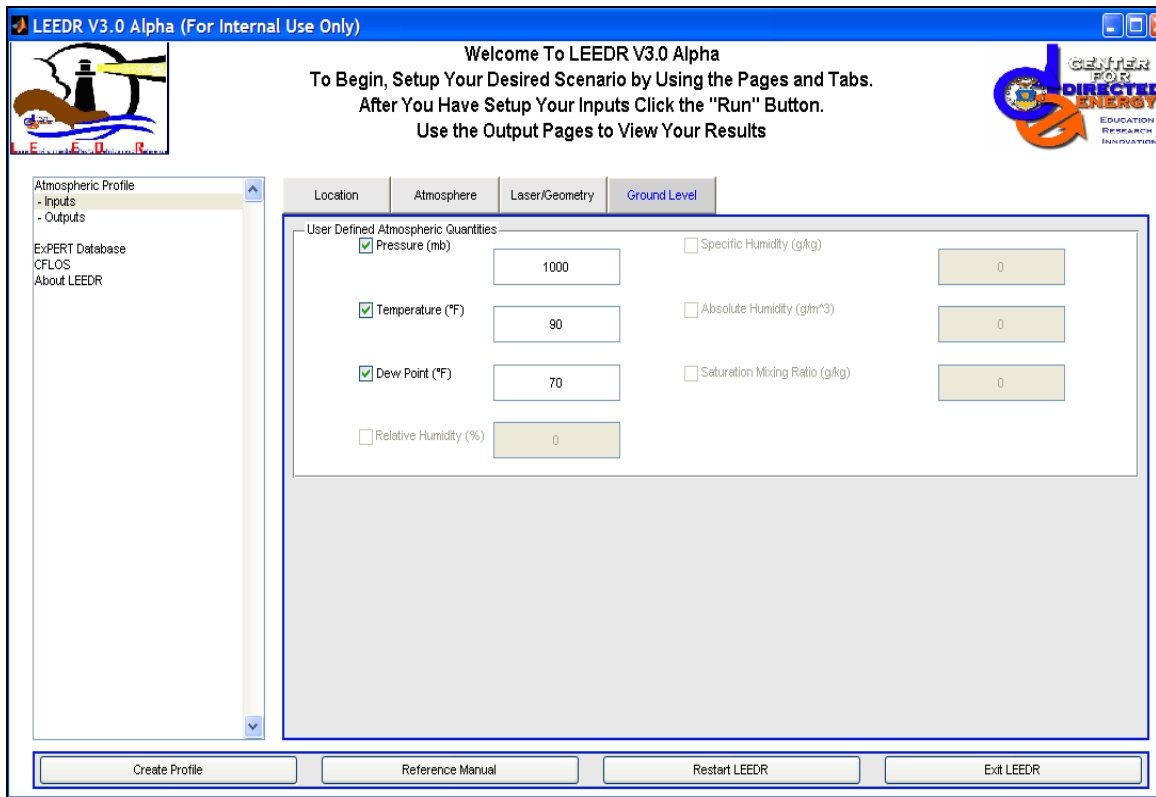 LEEDR V3.0 Alpha (For Internal Use Only)
Welcome To LEEDR V3.0 Alpha
To Begin, Setup Your Desired Scenario by Using the Pages and Tabs.
After You Have Setup Your Inputs Click the "Run" Button.
Use the Output Pages to View Your Results
CENTER
FOR
DIRECTED
ENERGY
EDUCATION
RESEARCH
INNOVATION
Atmospheric Profile
- Inputs
- Outputs
ExPERT Database
CFLOS
About LEEDR
Location
Atmosphere
Laser/Geometry
Ground Level
User Defined Atmospheric Quantities
Pressure (mb)
1000
Specific Humidity (g/kg)
0
Temperature (°F)
90
Absolute Humidity (g/m^3)
0
Dew Point (°F)
70
Saturation Mixing Ratio (g/kg)
0
Relative Humidity (%)
0
Create Profile
Reference Manual
Restart LEEDR
Exit LEEDR